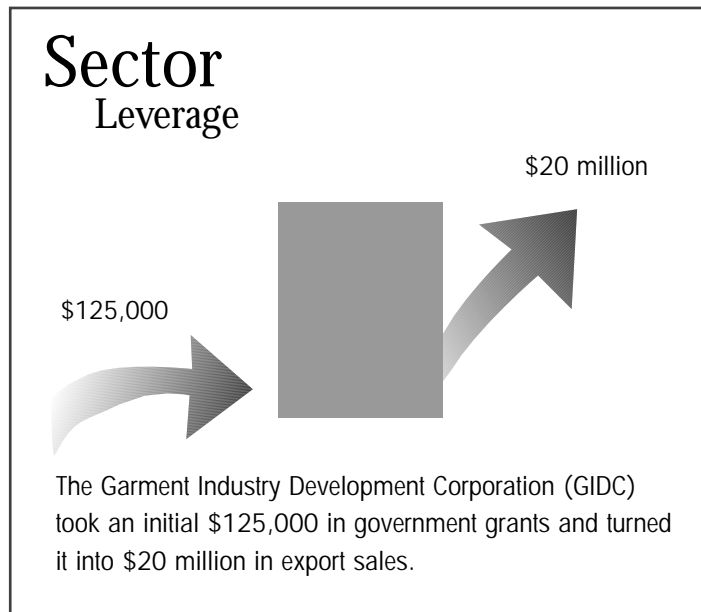 Sector
Leverage
$20 million
$125,000
The Garment Industry Development Corporation (GIDC)
took an initial $125,000 in government grants and turned
it into $20 million in export sales.